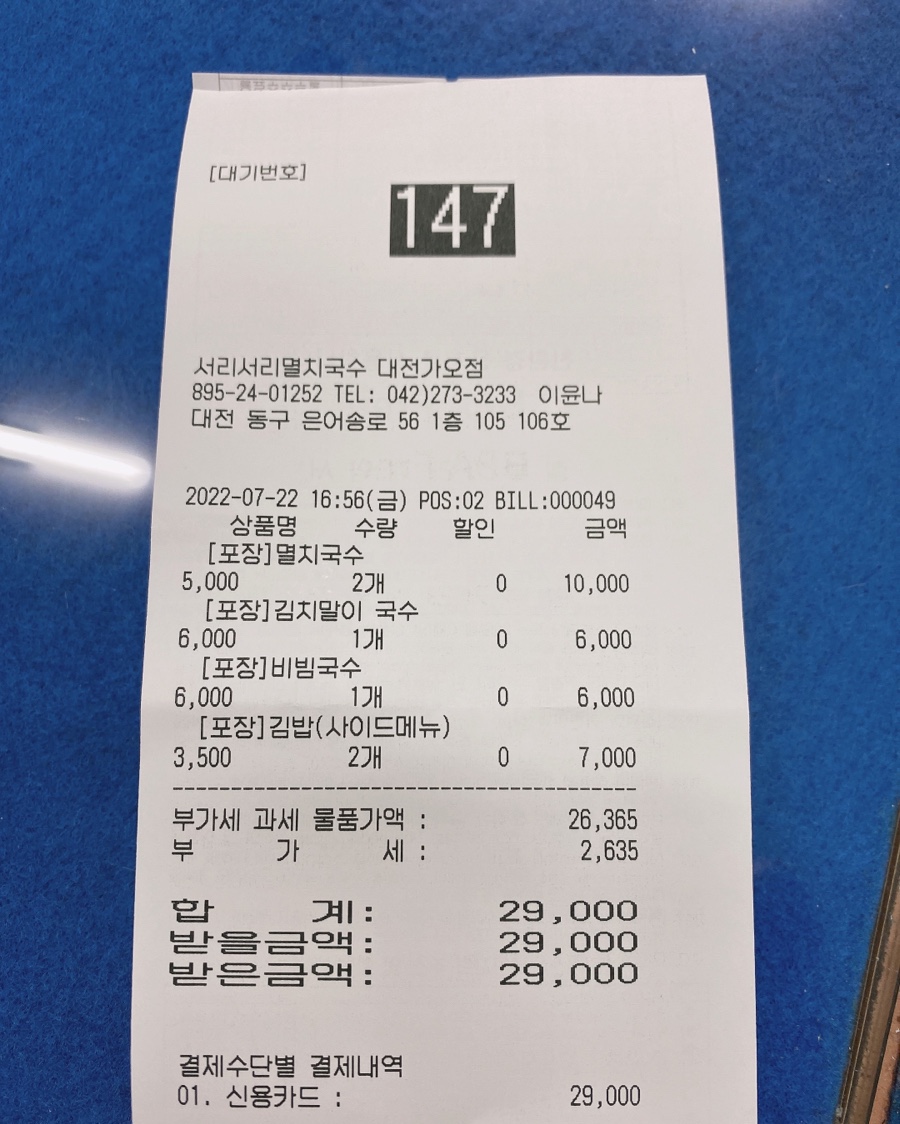 [대기번호]
147
서리서리멸치국수 대전가오점
895-24-01252 TEL: 042)273-3233 이윤나
대전 동구 은어송로 56 1층 105 106호
2022-07-22 16:56(금) POS:02 BILL:000049
상품명 수량 할인 금액
[포장]멸치국수
5,000 2개 0 10,000
[포장]김치말이 국수
6,000 1개 0 6,000
[포장]비빔국수
6,000 1개 0 6,000
[포장]김밥(사이드메뉴)
3,500 2개 0 7,000
--------------------------------------------
부가세 과세 물품가액 : 26,365
부 가 세 : 2,635
합 계: 29,000
받을금액: 29,000
받은금액: 29,000
결제수단별 결제내역
01. 신용카드 : 29,000